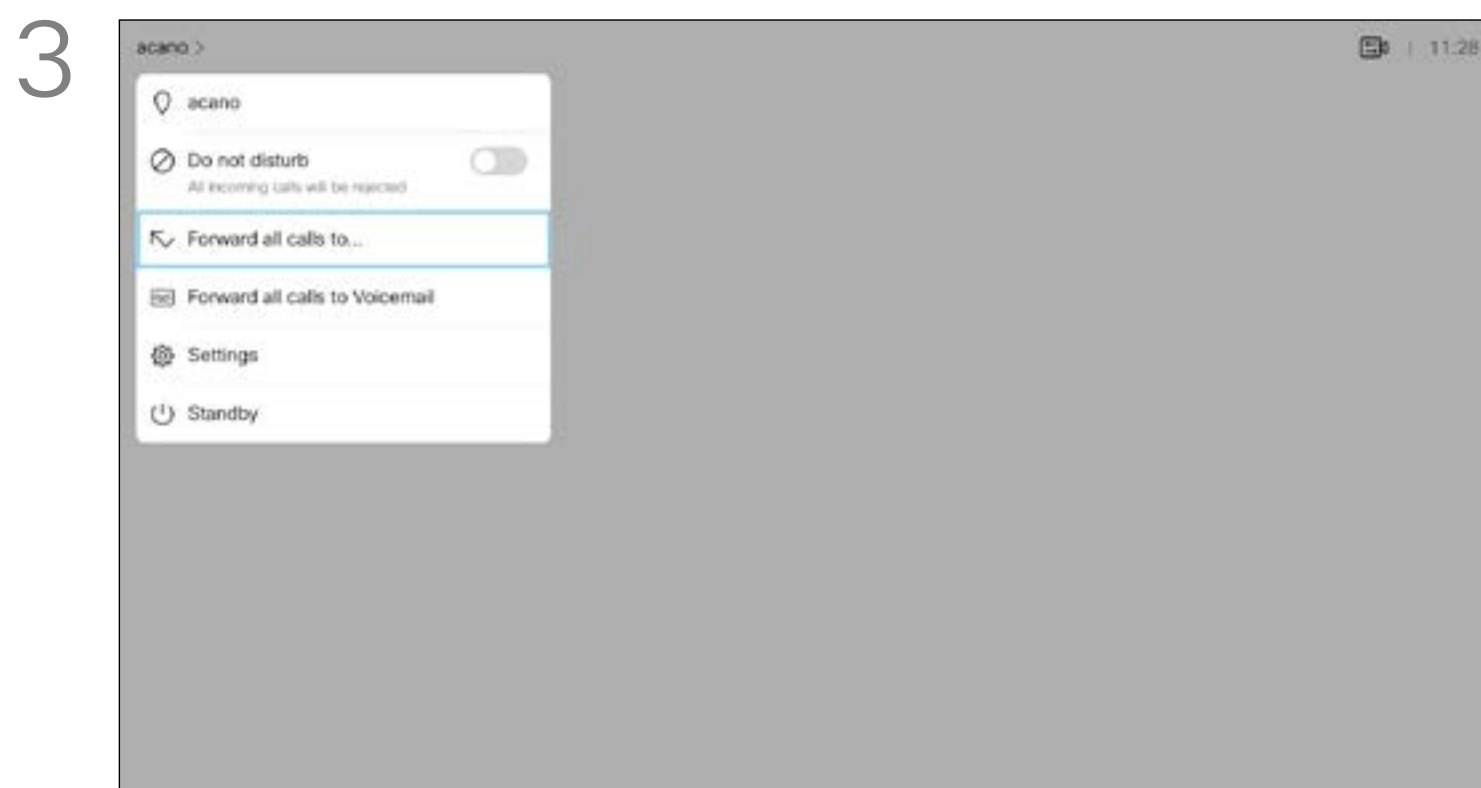 3
acano >
11:28
acano
Do not disturb
All incoming calls will be rejected
Forward all calls to...
Forward all calls to Voicemail
Settings
Standby